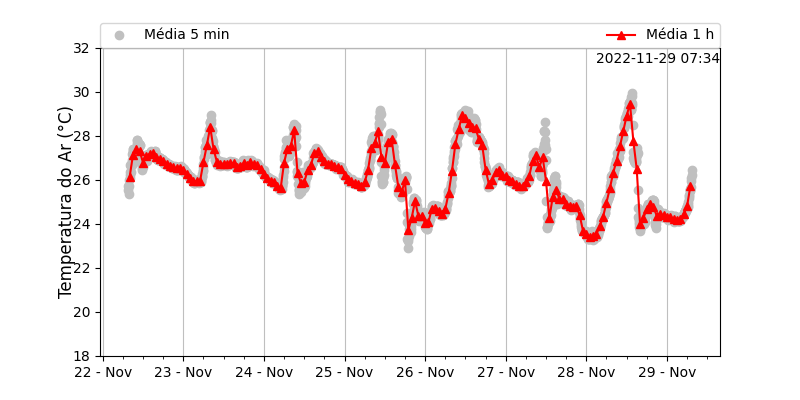 Média 5 min
Média 1 h
2022-11-29 07:34
Temperatura do Ar (°C)
32
30
28
26
24
22
20
18
22 - Nov
23 - Nov
24 - Nov
25 - Nov
26 - Nov
27 - Nov
28 - Nov
29 - Nov